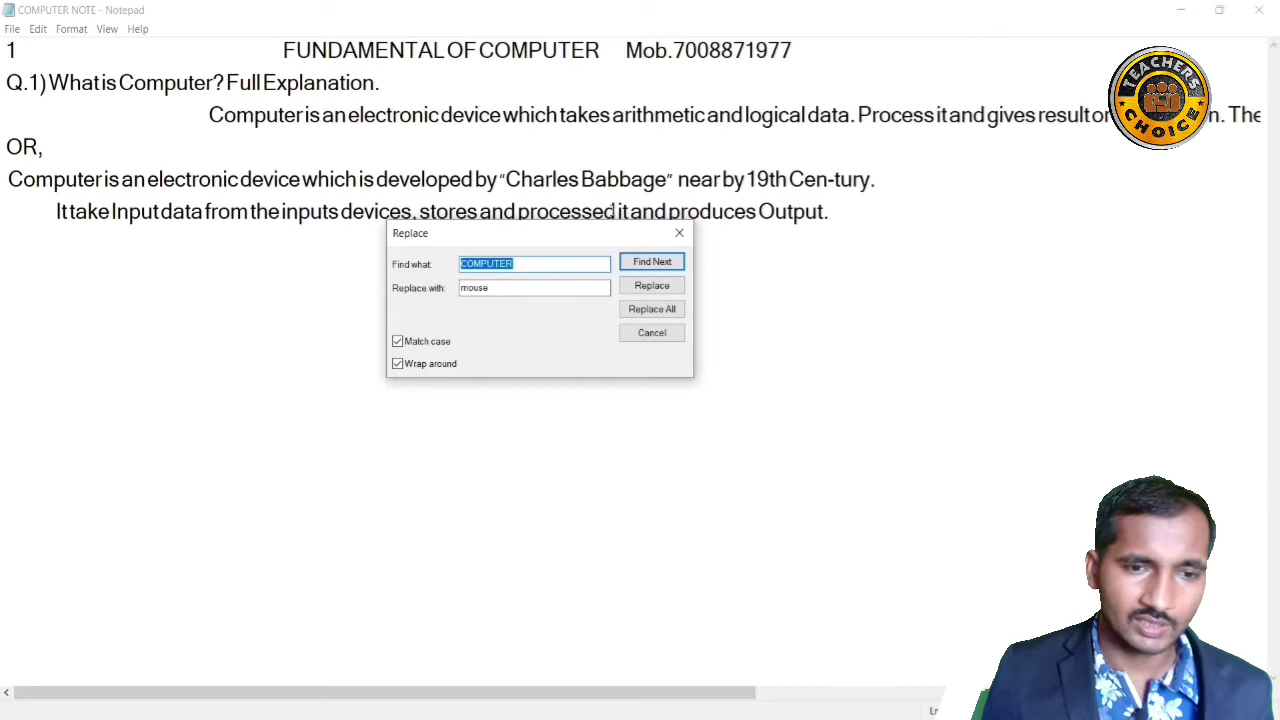 COMPUTER NOTE - Notepad
File Edit Format View Help
1 FUNDAMENTAL OF COMPUTER Mob.7008871977
Q.1) What is Computer? Full Explanation.
Computer is an electronic device which takes arithmetic and logical data. Process it and gives result or n. The
OR,
Computer is an electronic device which is developed by “Charles Babbage” near by 19th Cen-tury.
It take Input data from the inputs devices, stores and processed it and produces Output.
TEACHERS
CHOICE
Replace
Find what: COMPUTER Find Next
Replace with: mouse Replace
Replace All
Cancel
Match case
Wrap around
Ln